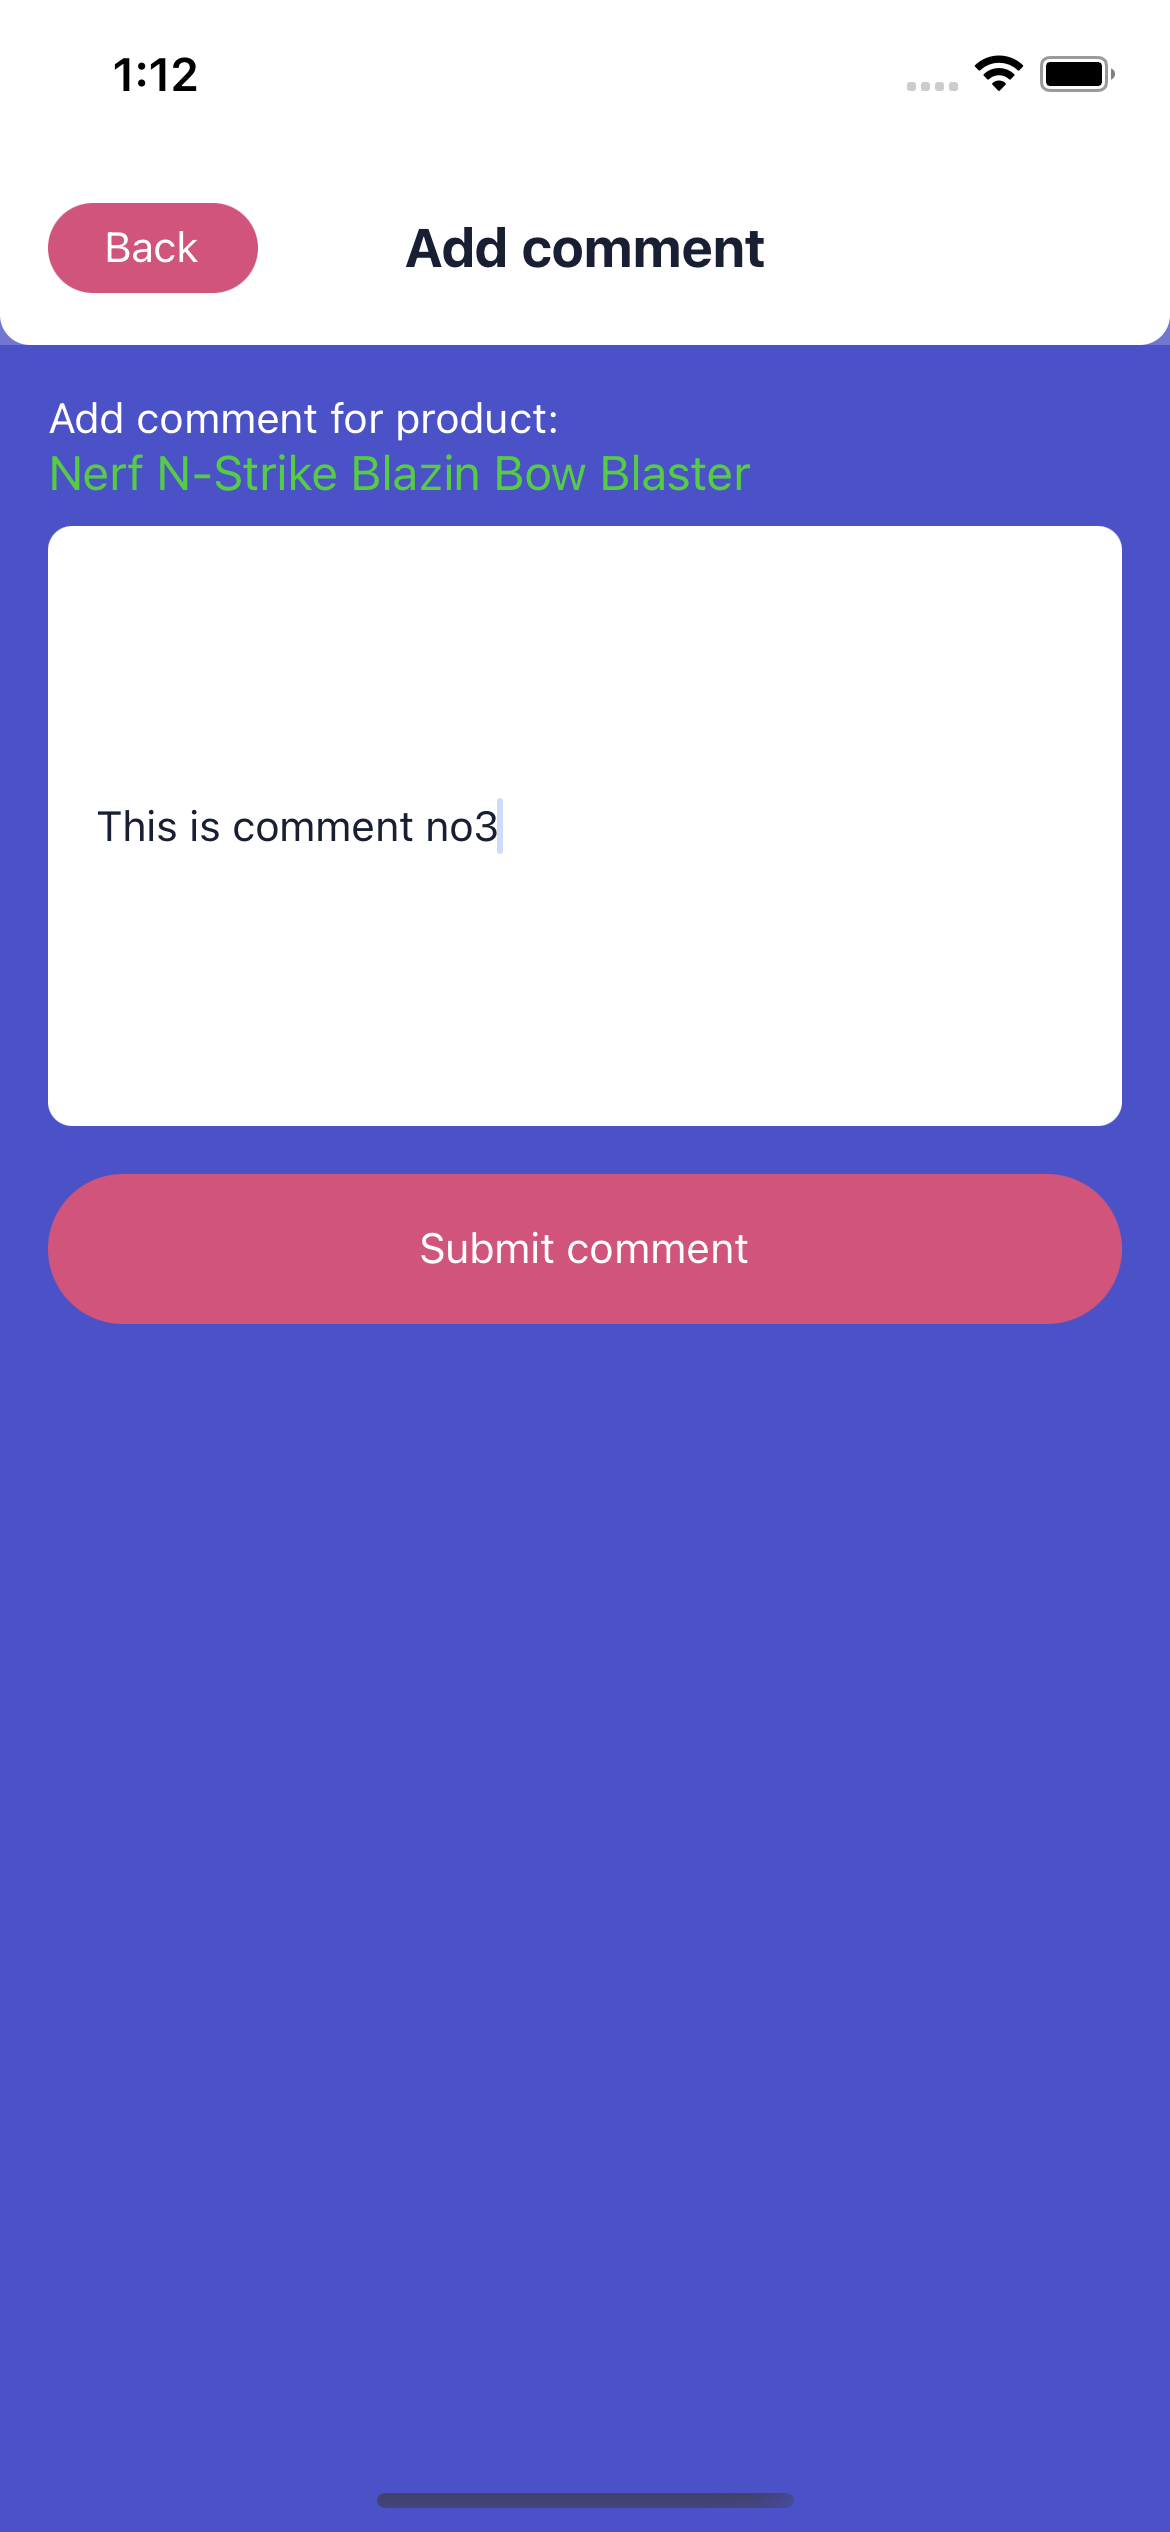 1:12
Back
Add comment
Add comment for product:
Nerf N-Strike Blazin Bow Blaster
This is comment no3
Submit comment